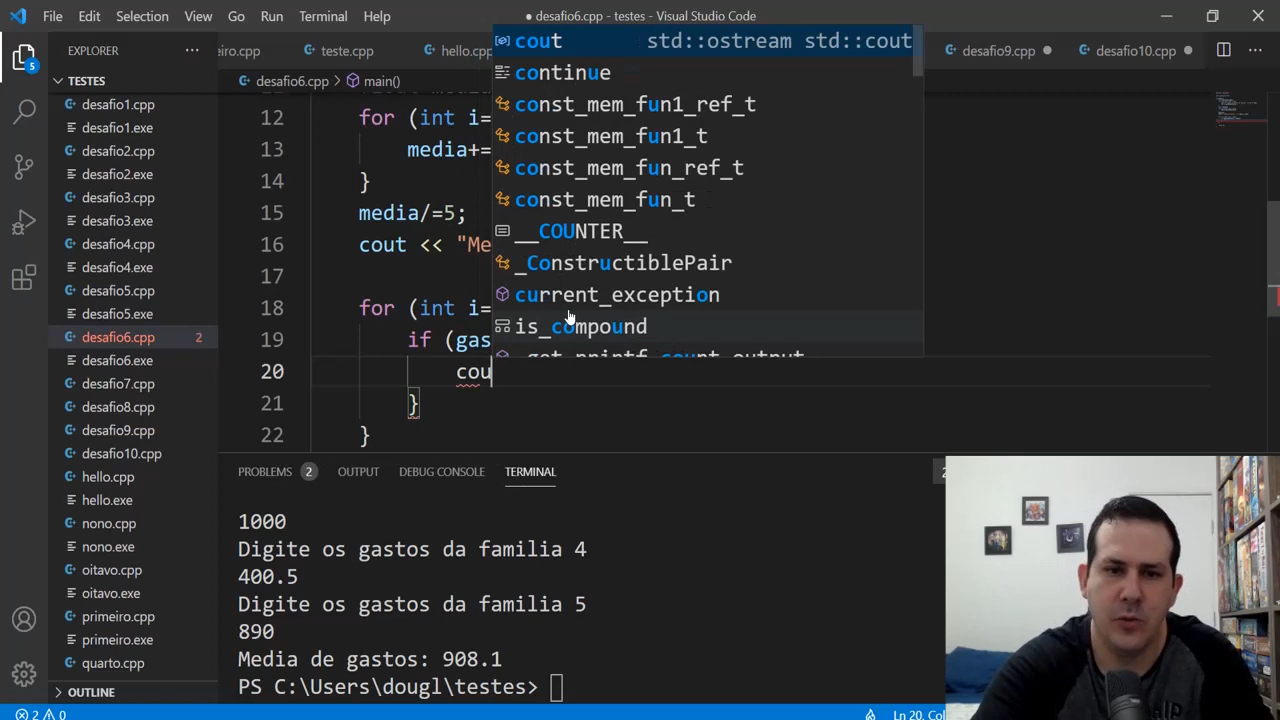 File Edit Selection View Go Run Terminal Help
desafio6.cpp - testes - Visual Studio Code
EXPLORER
iro.cpp teste.cpp hello.cpp desafio9.cpp desafio10.cpp
TESTES
desafio6.cpp > main()
desafio1.cpp
desafio1.exe
desafio2.cpp
desafio2.exe
desafio3.cpp
desafio3.exe
desafio4.cpp
desafio4.exe
desafio5.cpp
desafio5.exe
desafio6.cpp 2
desafio6.exe
desafio7.cpp
desafio8.cpp
desafio9.cpp
desafio10.cpp
hello.cpp
hello.exe
nono.cpp
nono.exe
oitavo.cpp
oitavo.exe
primeiro.cpp
primeiro.exe
quarto.cpp
OUTLINE
5
12 for (int i=
13 media+=
14 }
15 media/=5;
16 cout << "Me
17
18 for (int i=
19 if (gas
20 cou
21 }
22 }
cout std::ostream std::cout
continue
const_mem_fun1_ref_t
const_mem_fun1_t
const_mem_fun_ref_t
const_mem_fun_t
__COUNTER__
_ConstructiblePair
current_exception
is_compound
_get_printf_count_output
PROBLEMS 2 OUTPUT DEBUG CONSOLE TERMINAL
1000
Digite os gastos da familia 4
400.5
Digite os gastos da familia 5
890
Media de gastos: 908.1
PS C:\Users\dougl\testes>
2 0
Ln 20, Col